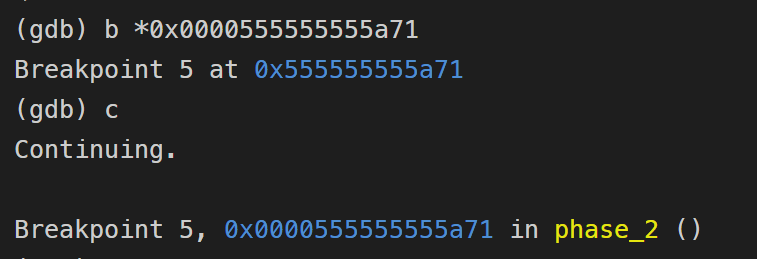 (gdb) b *0x0000555555555a71
Breakpoint 5 at 0x555555555a71
(gdb) c
Continuing.
Breakpoint 5, 0x0000555555555a71 in phase_2 ()